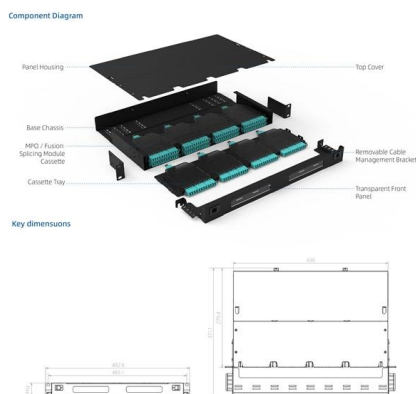 Component Diagram
Panel Housing
Top Cover
Base Chassis
MPO / Fusion
Splicing Module
Cassette
Removable Cable
Management Bracket
Cassette Tray
Transparent Front
Panel
Key dimensuons